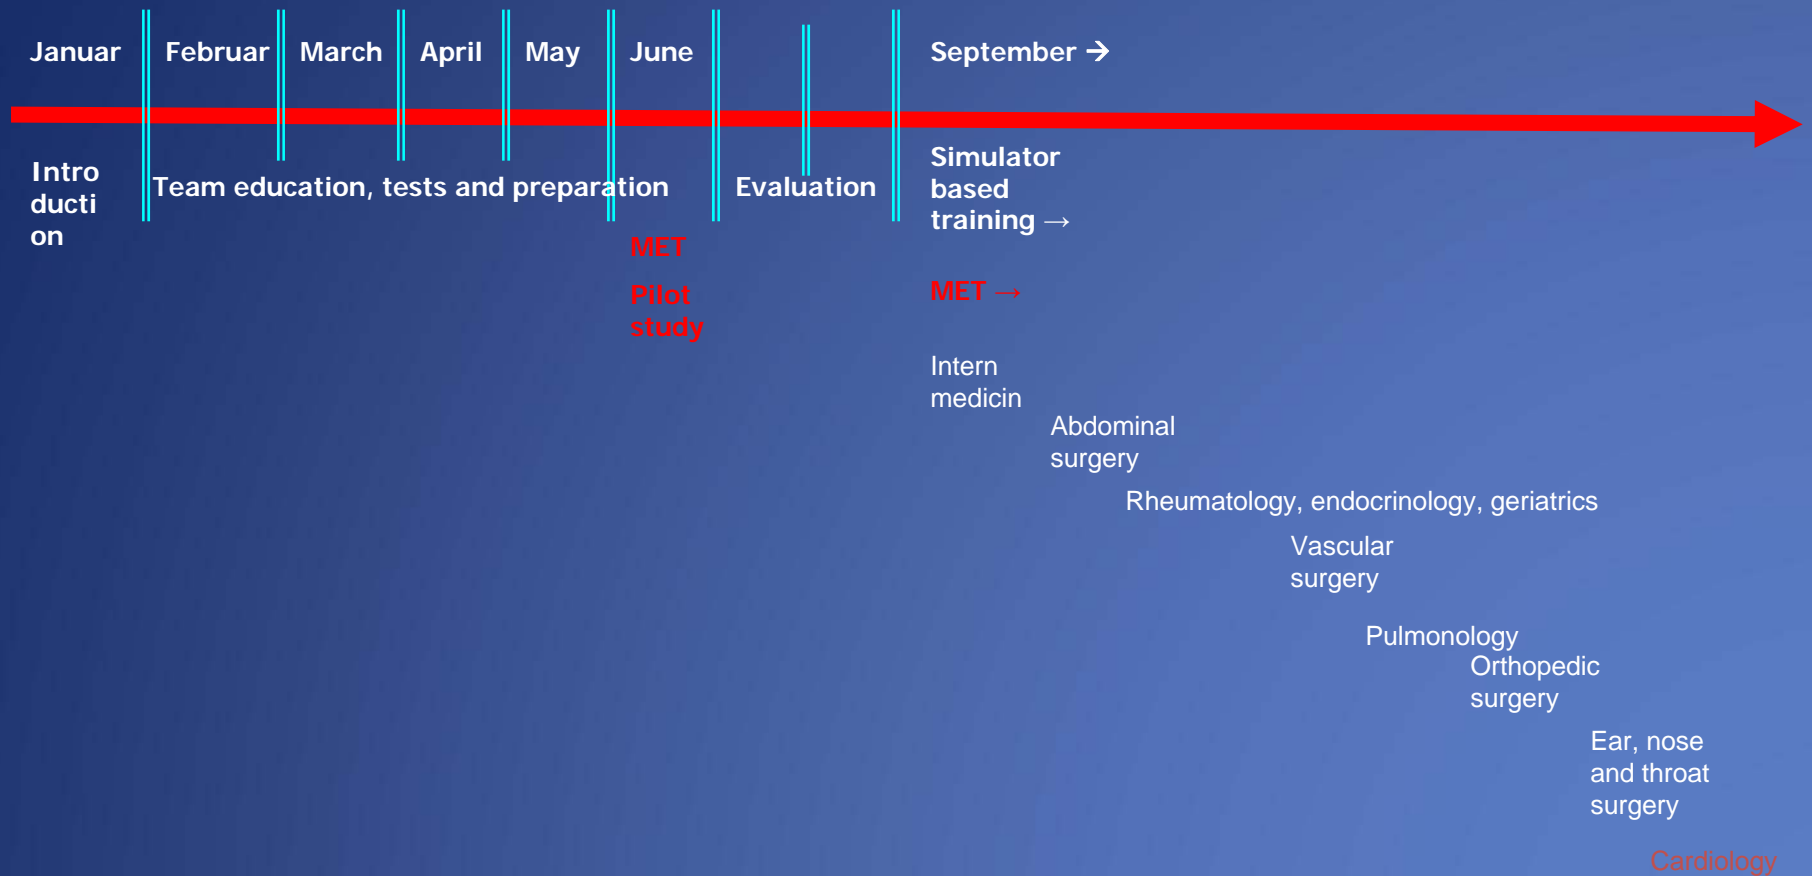 Januar Februar March April May June September →
Intro
ducti
on
Team education, tests and preparation
Evaluation
Simulator
based
training →
MET
Pilot
study
MET →
Intern
medicin
Abdominal
surgery
Rheumatology, endocrinology, geriatrics
Vascular
surgery
Pulmonology
Orthopedic
surgery
Ear, nose
and throat
surgery
Cardiology